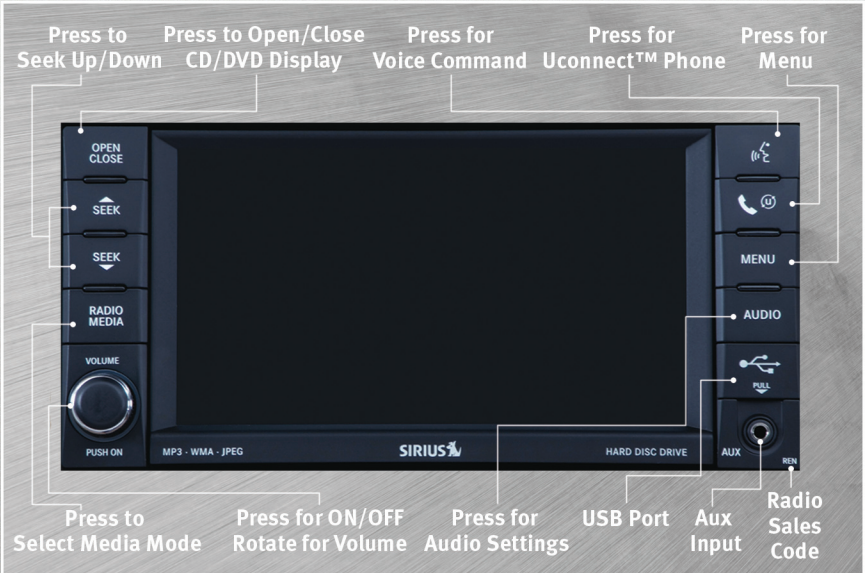 Press to
Seek Up/Down
Press to Open/Close
CD/DVD Display
Press for
Voice Command
Press for
Uconnect™ Phone
Press for
Menu
OPEN
CLOSE
SEEK
SEEK
RADIO
MEDIA
VOLUME
PUSH ON
MP3 · WMA · JPEG
SIRIUS
HARD DISC DRIVE
U
MENU
AUDIO
PULL
AUX
REN
Press to
Select Media Mode
Press for ON/OFF
Rotate for Volume
Press for
Audio Settings
USB Port
Aux
Input
Radio
Sales
Code